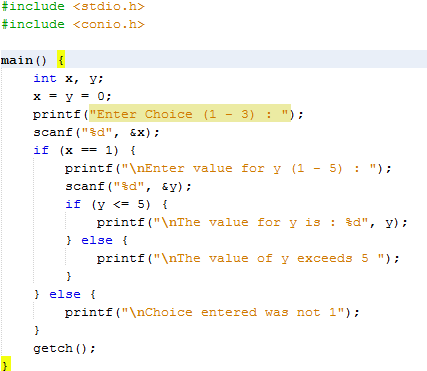 #include <stdio.h>
#include <conio.h>
main() {
int x, y;
x = y = 0;
printf("Enter Choice (1 - 3) : ");
scanf("%d", &x);
if (x == 1) {
printf("\nEnter value for y (1 - 5) : ");
scanf("%d", &y);
if (y <= 5) {
printf("\nThe value for y is : %d", y);
} else {
printf("\nThe value of y exceeds 5 ");
}
} else {
printf("\nChoice entered was not 1");
}
getch();
}